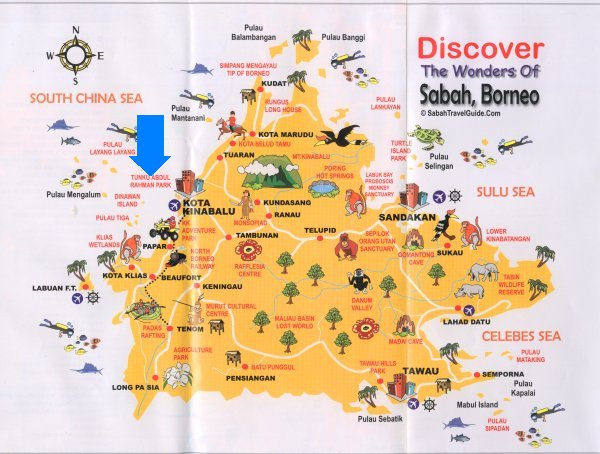 N
W E
S
Discover
The Wonders Of
Sabah, Borneo
© SabahTravelGuide.Com
SOUTH CHINA SEA
Pulau
Balambangan
Pulau Banggi
SIMPANG MENGAYAU
TIP OF BORNEO
KUDAT
Pulau
Mantanani
RUNGUS
LONG HOUSE
PULAU
LANKAYAN
KOTA MARUDU
KOTA BELUD TAMU
PULAU
LAYANG LAYANG
TUARAN
MT.KINABALU
TURTLE
ISLAND
PARK
Pulau
Selingan
TUNKU ABDUL
RAHMAN PARK
PORING
HOT SPRINGS
LABUK BAY
PROBOSCIS
MONKEY
SANCTUARY
SULU SEA
Pulau Mengalum
DINAWAN
ISLAND
KOTA
KINABALU
KUNDASANG
RANAU
SANDAKAN
PULAU TIGA
KK
ADVENTURE
PARK
MONSOPIAD
TELUPID
TAMBUNAN
SEPILOK
ORANG UTAN
SANCTUARY
LOWER
KINABATANGAN
KLIAS
WETLANDS
PAPAR
NORTH
BORNEO
RAILWAY
RAFFLESIA
CENTRE
GOMANTONG
CAVE
SUKAU
KOTA KLIAS
BEAUFORT
KENINGAU
TABIN
WILDLIFE
RESERVE
LABUAN F.T.
MURUT CULTURAL
CENTRE
DANUM
VALLEY
PADAS
RAFTING
TENOM
MALIAU BASIN
LOST WORLD
MADAI CAVE
LAHAD DATU
CELEBES SEA
AGRICULTURE
PARK
BATU PUNGGUL
PENSIANGAN
TAWAU HILLS
PARK
TAWAU
PULAU
MATAKING
LONG PA SIA
SEMPORNA
Pulau
Kapalai
Mabul Island
Pulau Sebatik
PULAU
SIPADAN